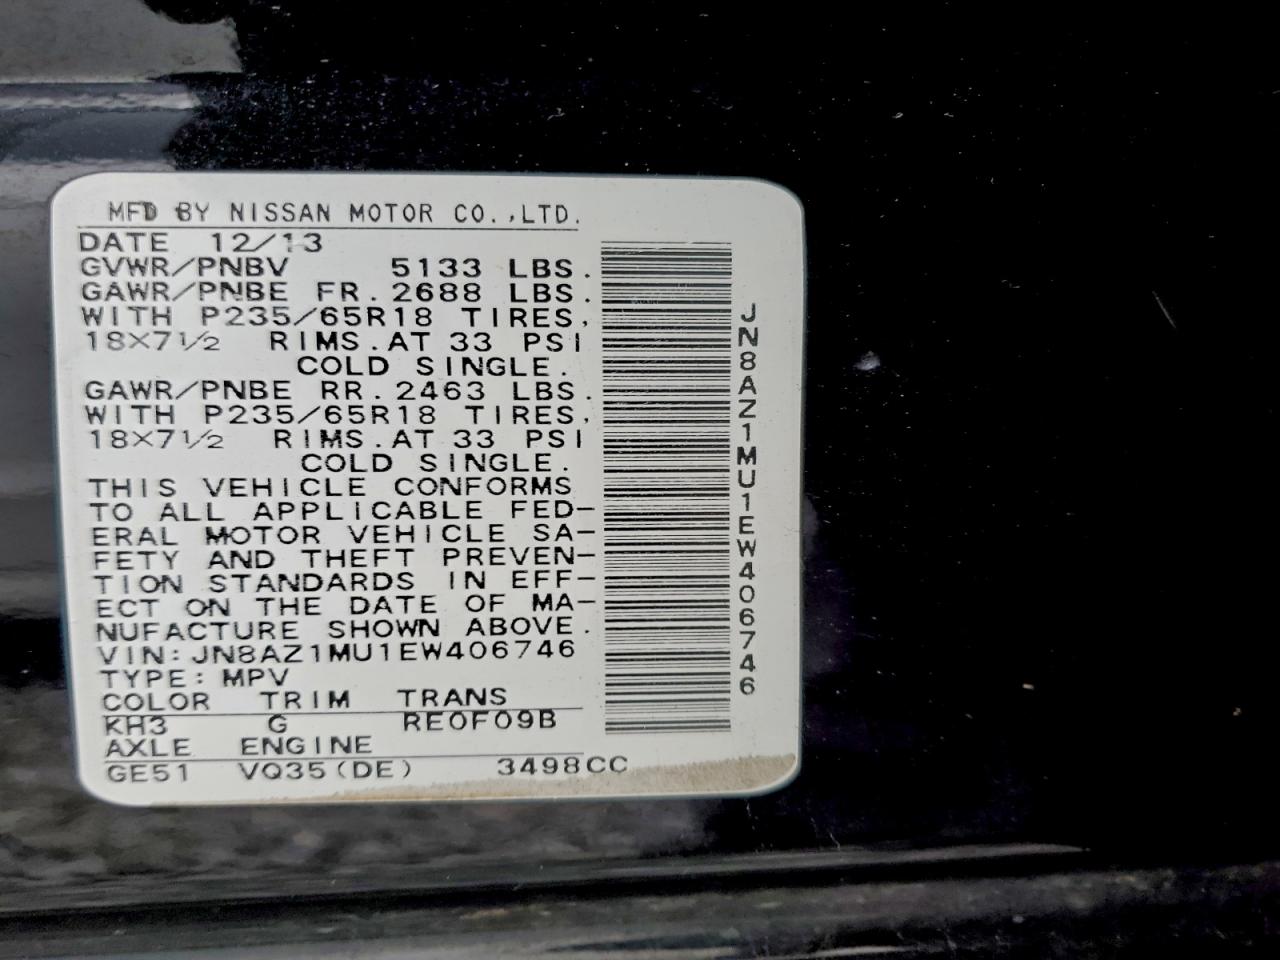 MFD BY NISSAN MOTOR CO.,LTD.
DATE 12/13
GVWR/PNBV 5133 LBS.
GAWR/PNBE FR. 2688 LBS.
WITH P235/65R18 TIRES,
18X7 1/2 RIMS. AT 33 PSI
COLD SINGLE.
GAWR/PNBE RR. 2463 LBS.
WITH P235/65R18 TIRES,
18X7 1/2 RIMS. AT 33 PSI
COLD SINGLE.
THIS VEHICLE CONFORMS
TO ALL APPLICABLE FED-
ERAL MOTOR VEHICLE SA-
FETY AND THEFT PREVEN-
TION STANDARDS IN EFF-
ECT ON THE DATE OF MA-
NUFACTURE SHOWN ABOVE.
VIN: JN8AZ1MU1EW406746
TYPE: MPV
COLOR TRIM TRANS
KH3 G RE0F09B
AXLE ENGINE
GE51 VQ35(DE) 3498CC
JN8AZ1MU1EW406746